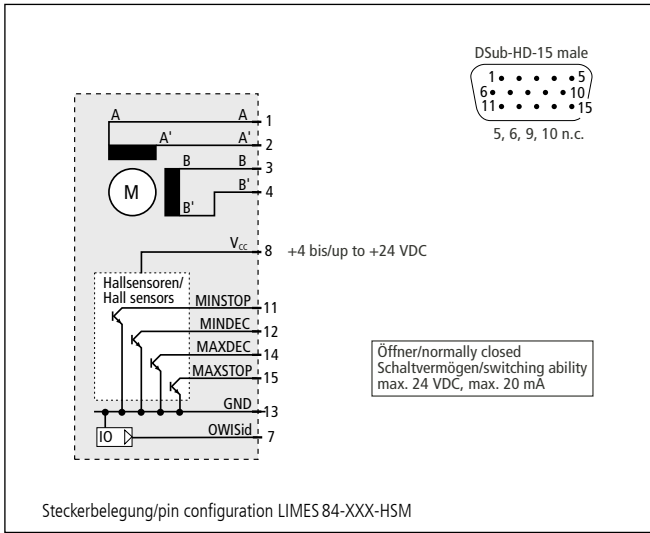 DSub-HD-15 male
1 5
6 10
11 15
5, 6, 9, 10 n.c.
A A 1
A' A' 2
B B 3
M
B' B' 4
Vcc 8 +4 bis/up to +24 VDC
Hallsensoren/
Hall sensors
MINSTOP 11
MINDEC 12
MAXDEC 14
MAXSTOP 15
Öffner/normally closed
Schaltvermögen/switching ability
max. 24 VDC, max. 20 mA
GND 13
IO OWISid 7
Steckerbelegung/pin configuration LIMES 84-XXX-HSM